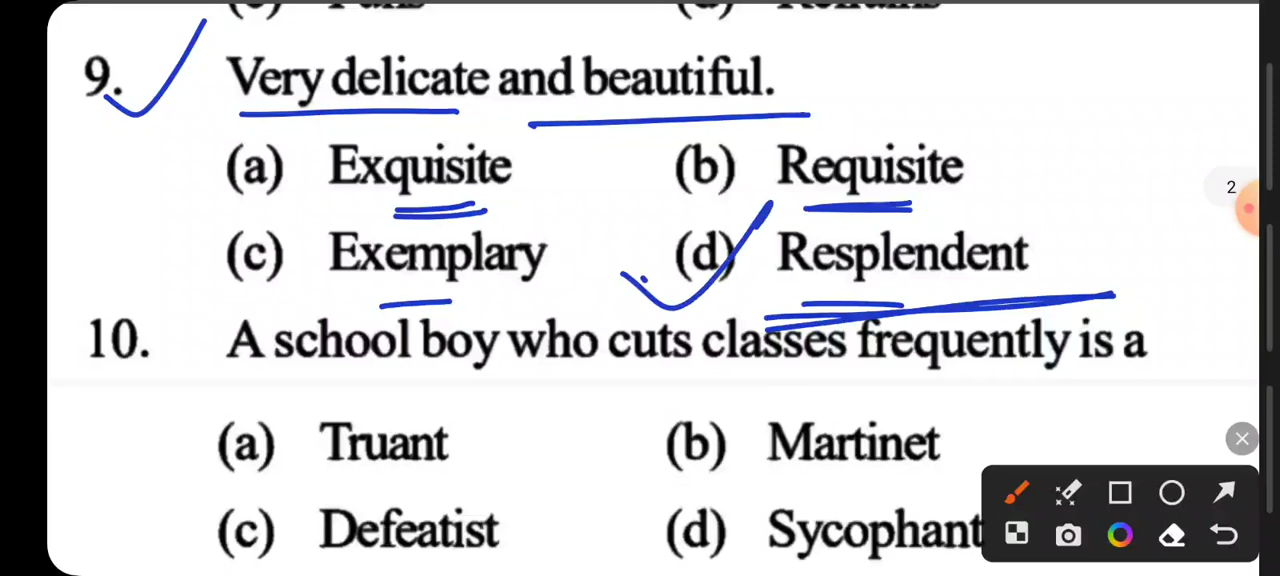 9. Very delicate and beautiful.
(a) Exquisite (b) Requisite
(c) Exemplary (d) Resplendent
10. A school boy who cuts classes frequently is a
(a) Truant (b) Martinet
(c) Defeatist (d) Sycophant
2